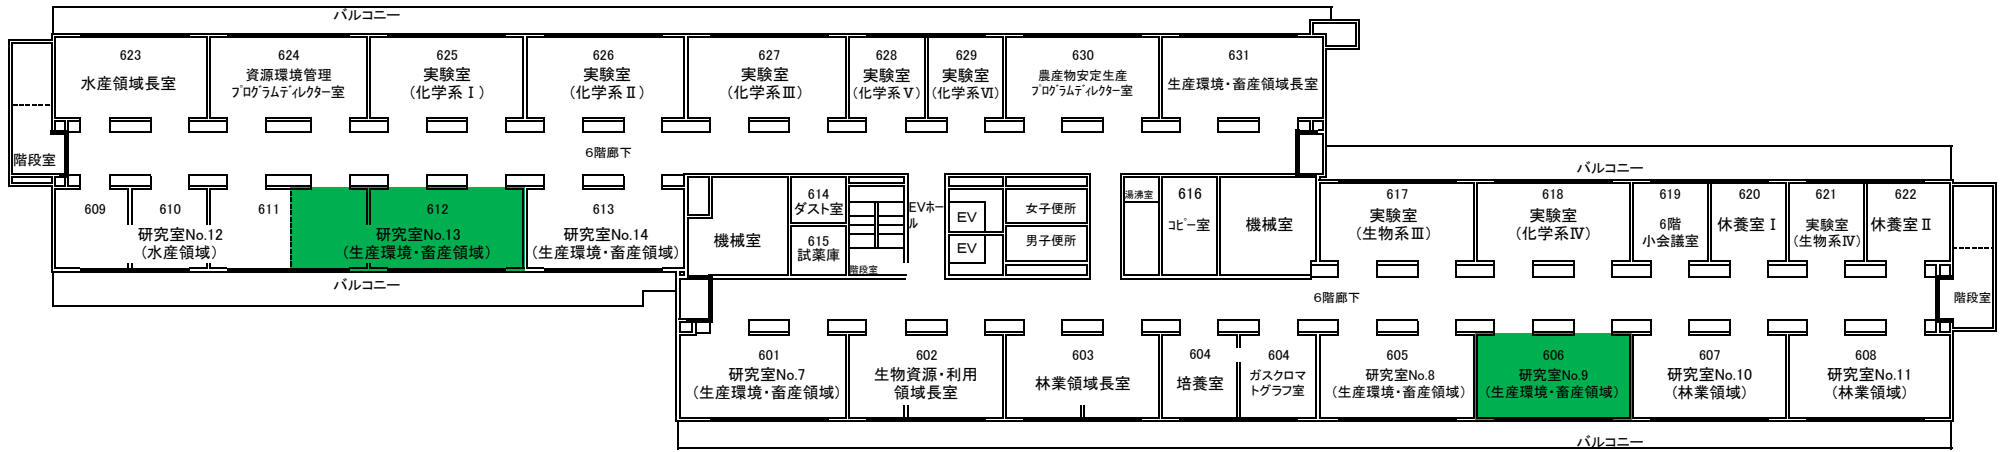 バルコニー
623
水産領域長室
624
資源環境管理
プログラムディレクター室
625
実験室
(化学系Ⅰ)
626
実験室
(化学系Ⅱ)
627
実験室
(化学系Ⅲ)
628
実験室
(化学系Ⅴ)
629
実験室
(化学系Ⅵ)
630
農産物安定生産
プログラムディレクター室
631
生産環境・畜産領域長室
階段室
6階廊下
バルコニー
609
610
研究室No.12
(水産領域)
611
612
研究室No.13
(生産環境・畜産領域)
613
研究室No.14
(生産環境・畜産領域)
機械室
614
ダスト室
615
試薬庫
階段室
EVホー
ル
EV
EV
女子便所
男子便所
湯沸室
616
コピー室
機械室
617
実験室
(生物系Ⅲ)
618
実験室
(化学系Ⅳ)
619
6階
小会議室
620
休養室Ⅰ
621
実験室
(生物系Ⅳ)
622
休養室Ⅱ
バルコニー
6階廊下
階段室
601
研究室No.7
(生産環境・畜産領域)
602
生物資源・利用
領域長室
603
林業領域長室
604
培養室
604
ガスクロマ
トグラフ室
605
研究室No.8
(生産環境・畜産領域)
606
研究室No.9
(生産環境・畜産領域)
607
研究室No.10
(林業領域)
608
研究室No.11
(林業領域)
バルコニー